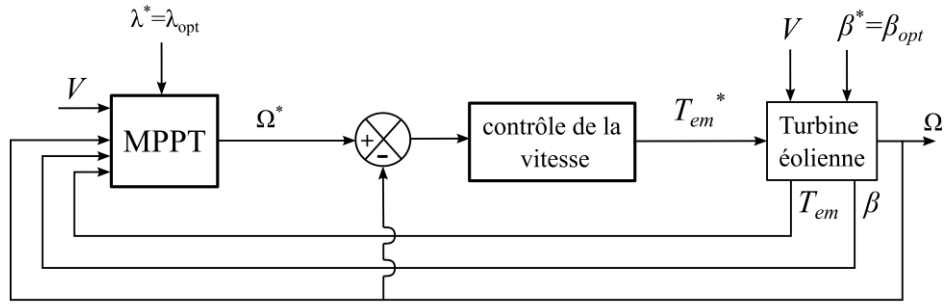 λ*=λopt
V
MPPT
Ω*
+
-
contrôle de la
vitesse
Tem*
V
β*=βopt
Turbine
éolienne
Ω
Tem
β